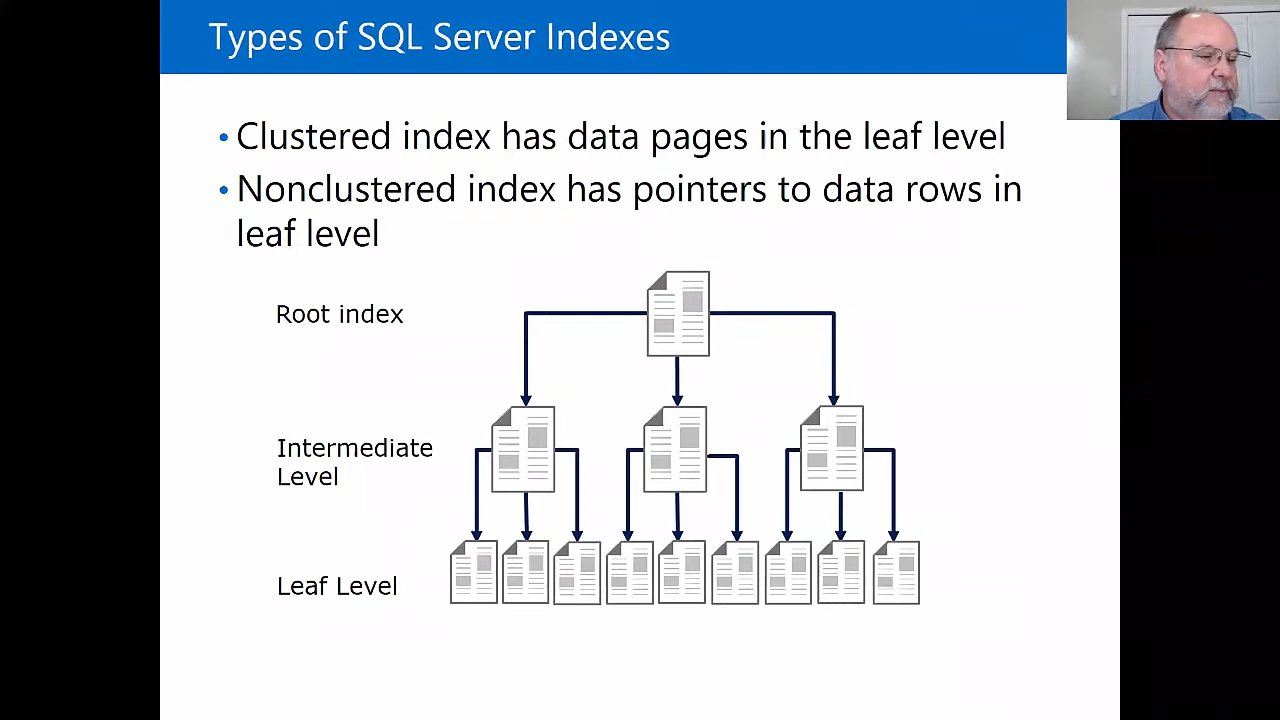 Types of SQL Server Indexes
• Clustered index has data pages in the leaf level
• Nonclustered index has pointers to data rows in
leaf level
Root index
Intermediate
Level
Leaf Level